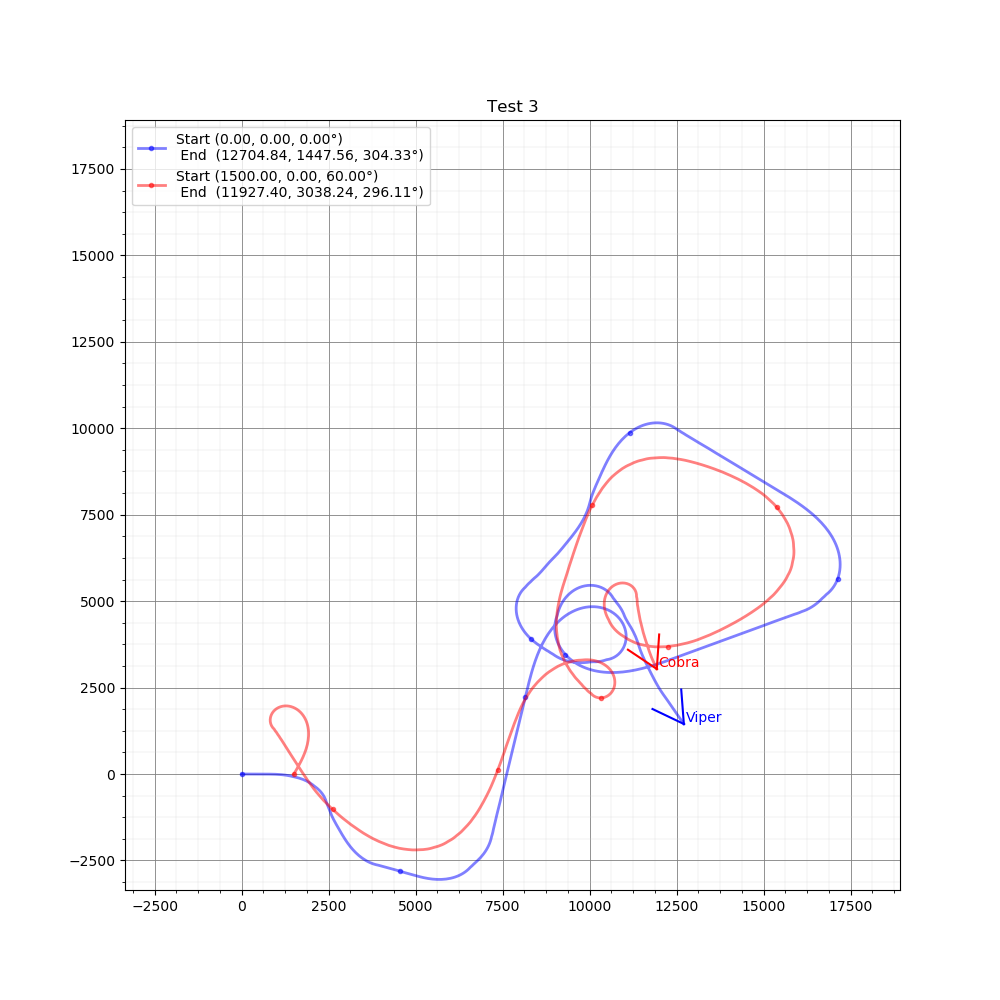 Test 3
Start (0.00, 0.00, 0.00°)
End  (12704.84, 1447.56, 304.33°)
Start (1500.00, 0.00, 60.00°)
End  (11927.40, 3038.24, 296.11°)
17500
15000
12500
10000
7500
5000
2500
0
−2500
Cobra
Viper
−2500 0 2500 5000 7500 10000 12500 15000 17500